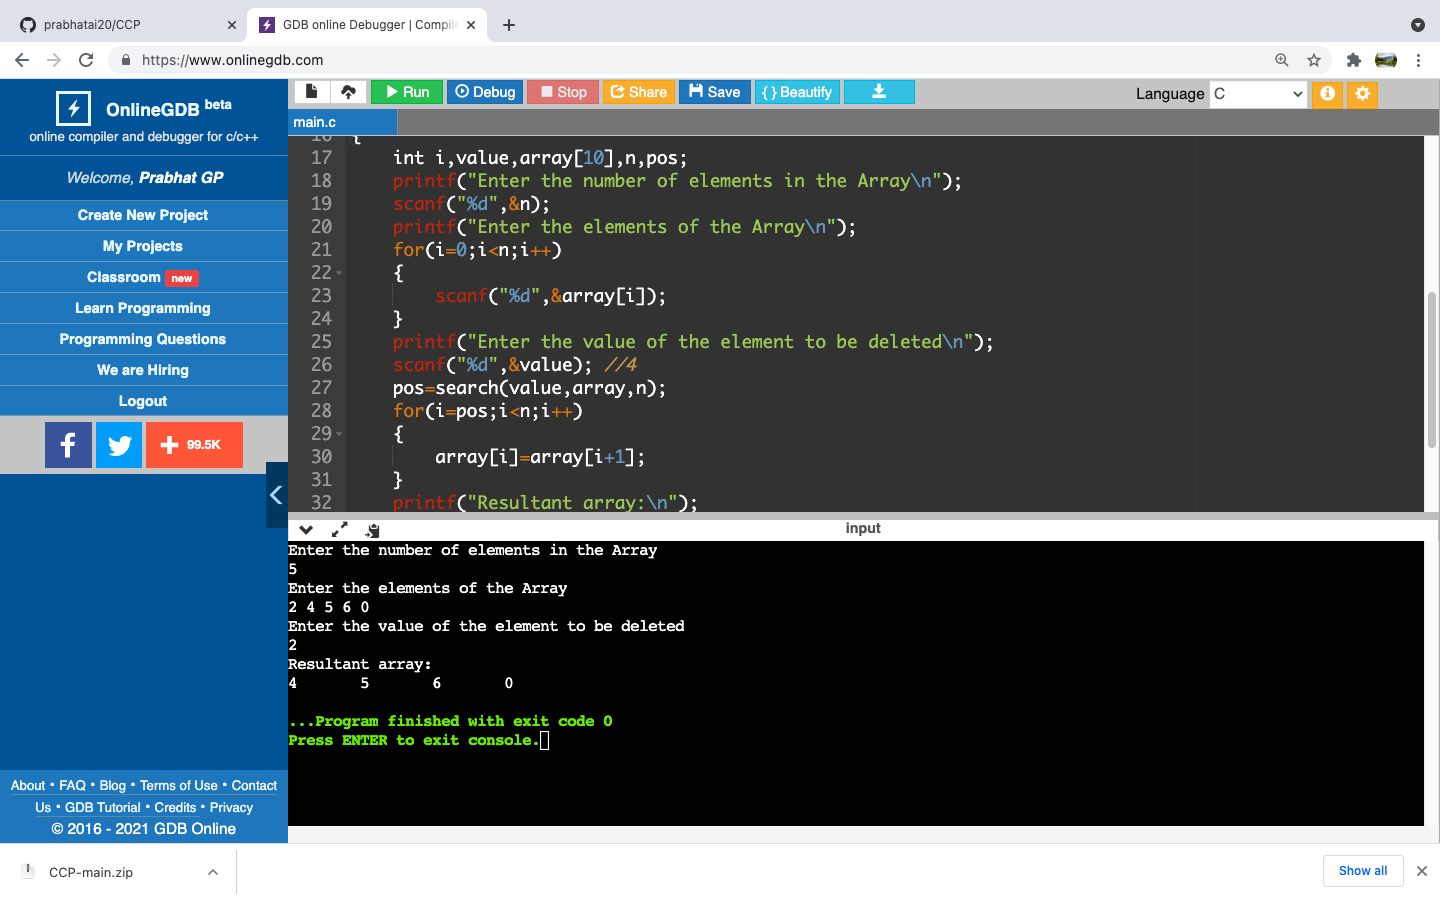 prabhatai20/CCP
GDB online Debugger | Compile
https://www.onlinegdb.com
OnlineGDB beta
online compiler and debugger for c/c++
Welcome, Prabhat GP
Create New Project
My Projects
Classroom new
Learn Programming
Programming Questions
We are Hiring
Logout
99.5K
About • FAQ • Blog • Terms of Use • Contact
Us • GDB Tutorial • Credits • Privacy
© 2016 - 2021 GDB Online
Run Debug Stop Share Save { } Beautify
Language C
main.c
16 {
17 int i,value,array[10],n,pos;
18 printf("Enter the number of elements in the Array\n");
19 scanf("%d",&n);
20 printf("Enter the elements of the Array\n");
21 for(i=0;i<n;i++)
22 {
23 scanf("%d",&array[i]);
24 }
25 printf("Enter the value of the element to be deleted\n");
26 scanf("%d",&value); //4
27 pos=search(value,array,n);
28 for(i=pos;i<n;i++)
29 {
30 array[i]=array[i+1];
31 }
32 printf("Resultant array:\n");
input
Enter the number of elements in the Array
5
Enter the elements of the Array
2 4 5 6 0
Enter the value of the element to be deleted
2
Resultant array:
4 5 6 0
...Program finished with exit code 0
Press ENTER to exit console.
CCP-main.zip
Show all